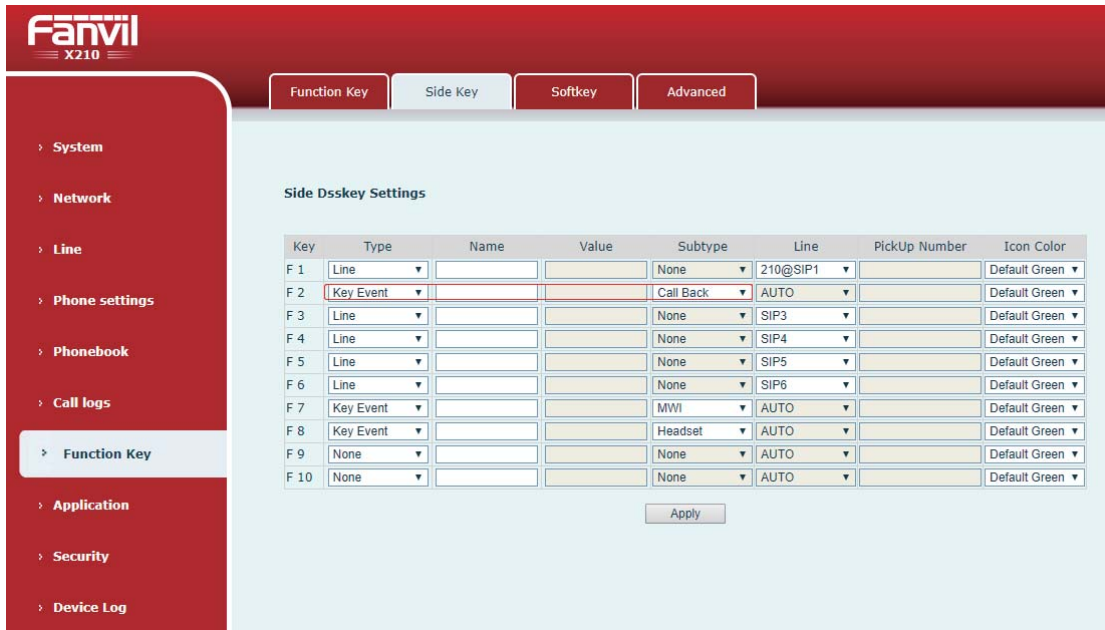 Fanvil
X210
Function Key Side Key Softkey Advanced
System
Network
Line
Phone settings
Phonebook
Call logs
Function Key
Application
Security
Device Log
Side Dsskey Settings
Key Type Name Value Subtype Line PickUp Number Icon Color
F 1 Line None 210@SIP1 Default Green
F 2 Key Event Call Back AUTO Default Green
F 3 Line None SIP3 Default Green
F 4 Line None SIP4 Default Green
F 5 Line None SIP5 Default Green
F 6 Line None SIP6 Default Green
F 7 Key Event MWI AUTO Default Green
F 8 Key Event Headset AUTO Default Green
F 9 None None AUTO Default Green
F 10 None None AUTO Default Green
Apply